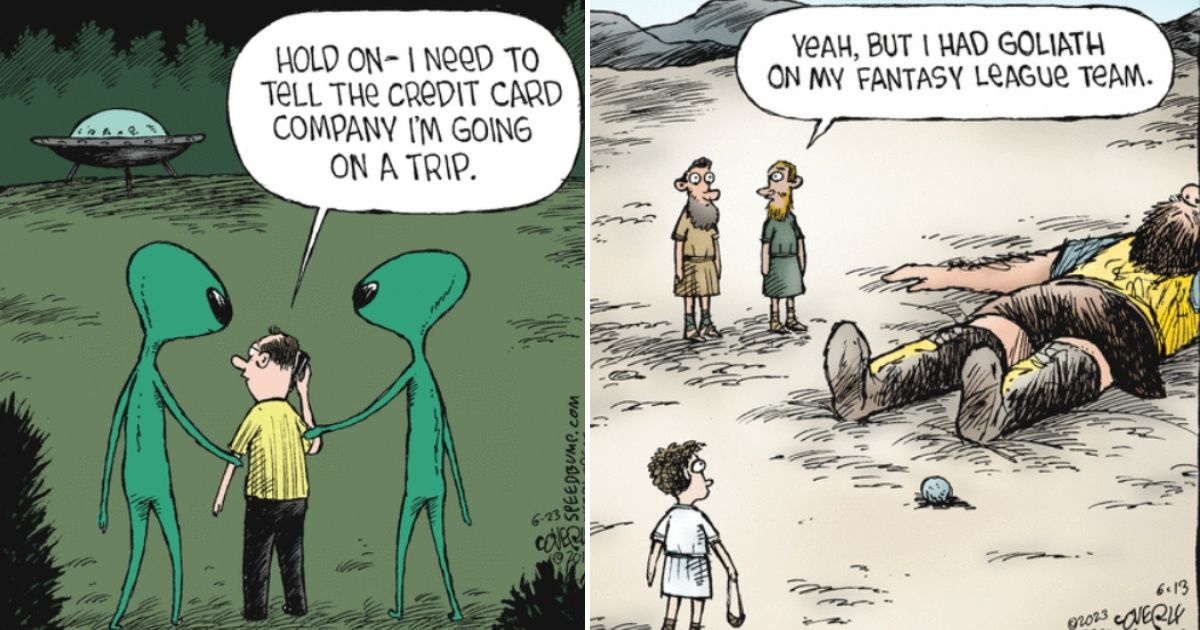 HOLD ON- I NEED TO
TELL THE CREDIT CARD
COMPANY I'M GOING
ON A TRIP.
6-23
SPEEDBUMP.COM
COVERLY
YEAH, BUT I HAD GOLIATH
ON MY FANTASY LEAGUE TEAM.
6-13
©2023 COVERLY